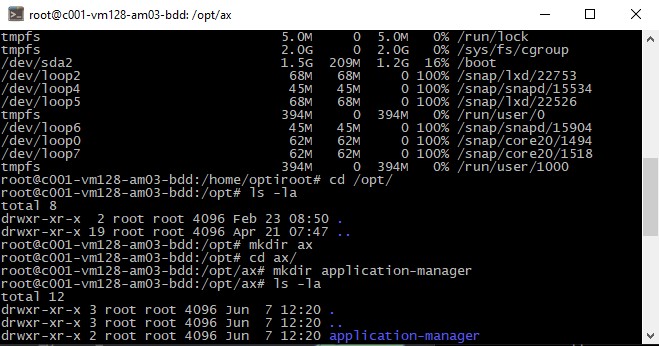 root@c001-vm128-am03-bdd: /opt/ax
tmpfs 5.0M 0 5.0M 0% /run/lock
tmpfs 2.0G 0 2.0G 0% /sys/fs/cgroup
/dev/sda2 1.5G 209M 1.2G 16% /boot
/dev/loop2 68M 68M 0 100% /snap/lxd/22753
/dev/loop4 45M 45M 0 100% /snap/snapd/15534
/dev/loop5 68M 68M 0 100% /snap/lxd/22526
tmpfs 394M 0 394M 0% /run/user/0
/dev/loop6 45M 45M 0 100% /snap/snapd/15904
/dev/loop0 62M 62M 0 100% /snap/core20/1494
/dev/loop7 62M 62M 0 100% /snap/core20/1518
tmpfs 394M 0 394M 0% /run/user/1000
root@c001-vm128-am03-bdd:/home/optiroot# cd /opt/
root@c001-vm128-am03-bdd:/opt# ls -la
total 8
drwxr-xr-x 2 root root 4096 Feb 23 08:50 .
drwxr-xr-x 19 root root 4096 Apr 21 07:47 ..
root@c001-vm128-am03-bdd:/opt# mkdir ax
root@c001-vm128-am03-bdd:/opt# cd ax/
root@c001-vm128-am03-bdd:/opt/ax# mkdir application-manager
root@c001-vm128-am03-bdd:/opt/ax# ls -la
total 12
drwxr-xr-x 3 root root 4096 Jun 7 12:20 .
drwxr-xr-x 3 root root 4096 Jun 7 12:20 ..
drwxr-xr-x 2 root root 4096 Jun 7 12:20 application-manager